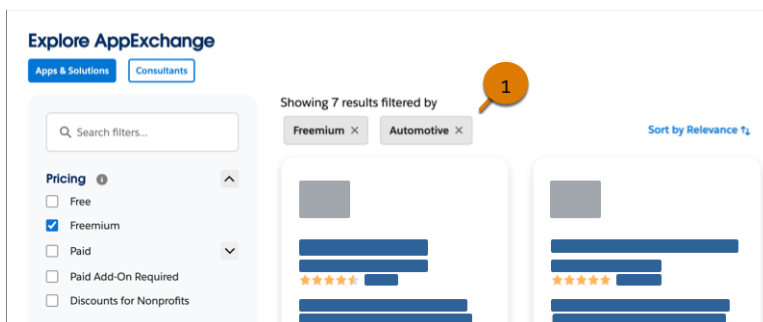 Explore AppExchange
Apps & Solutions
Consultants
1
Showing 7 results filtered by
Search filters...
Freemium ×
Automotive ×
Sort by Relevance
Pricing
Free
Freemium
Paid
Paid Add-On Required
Discounts for Nonprofits